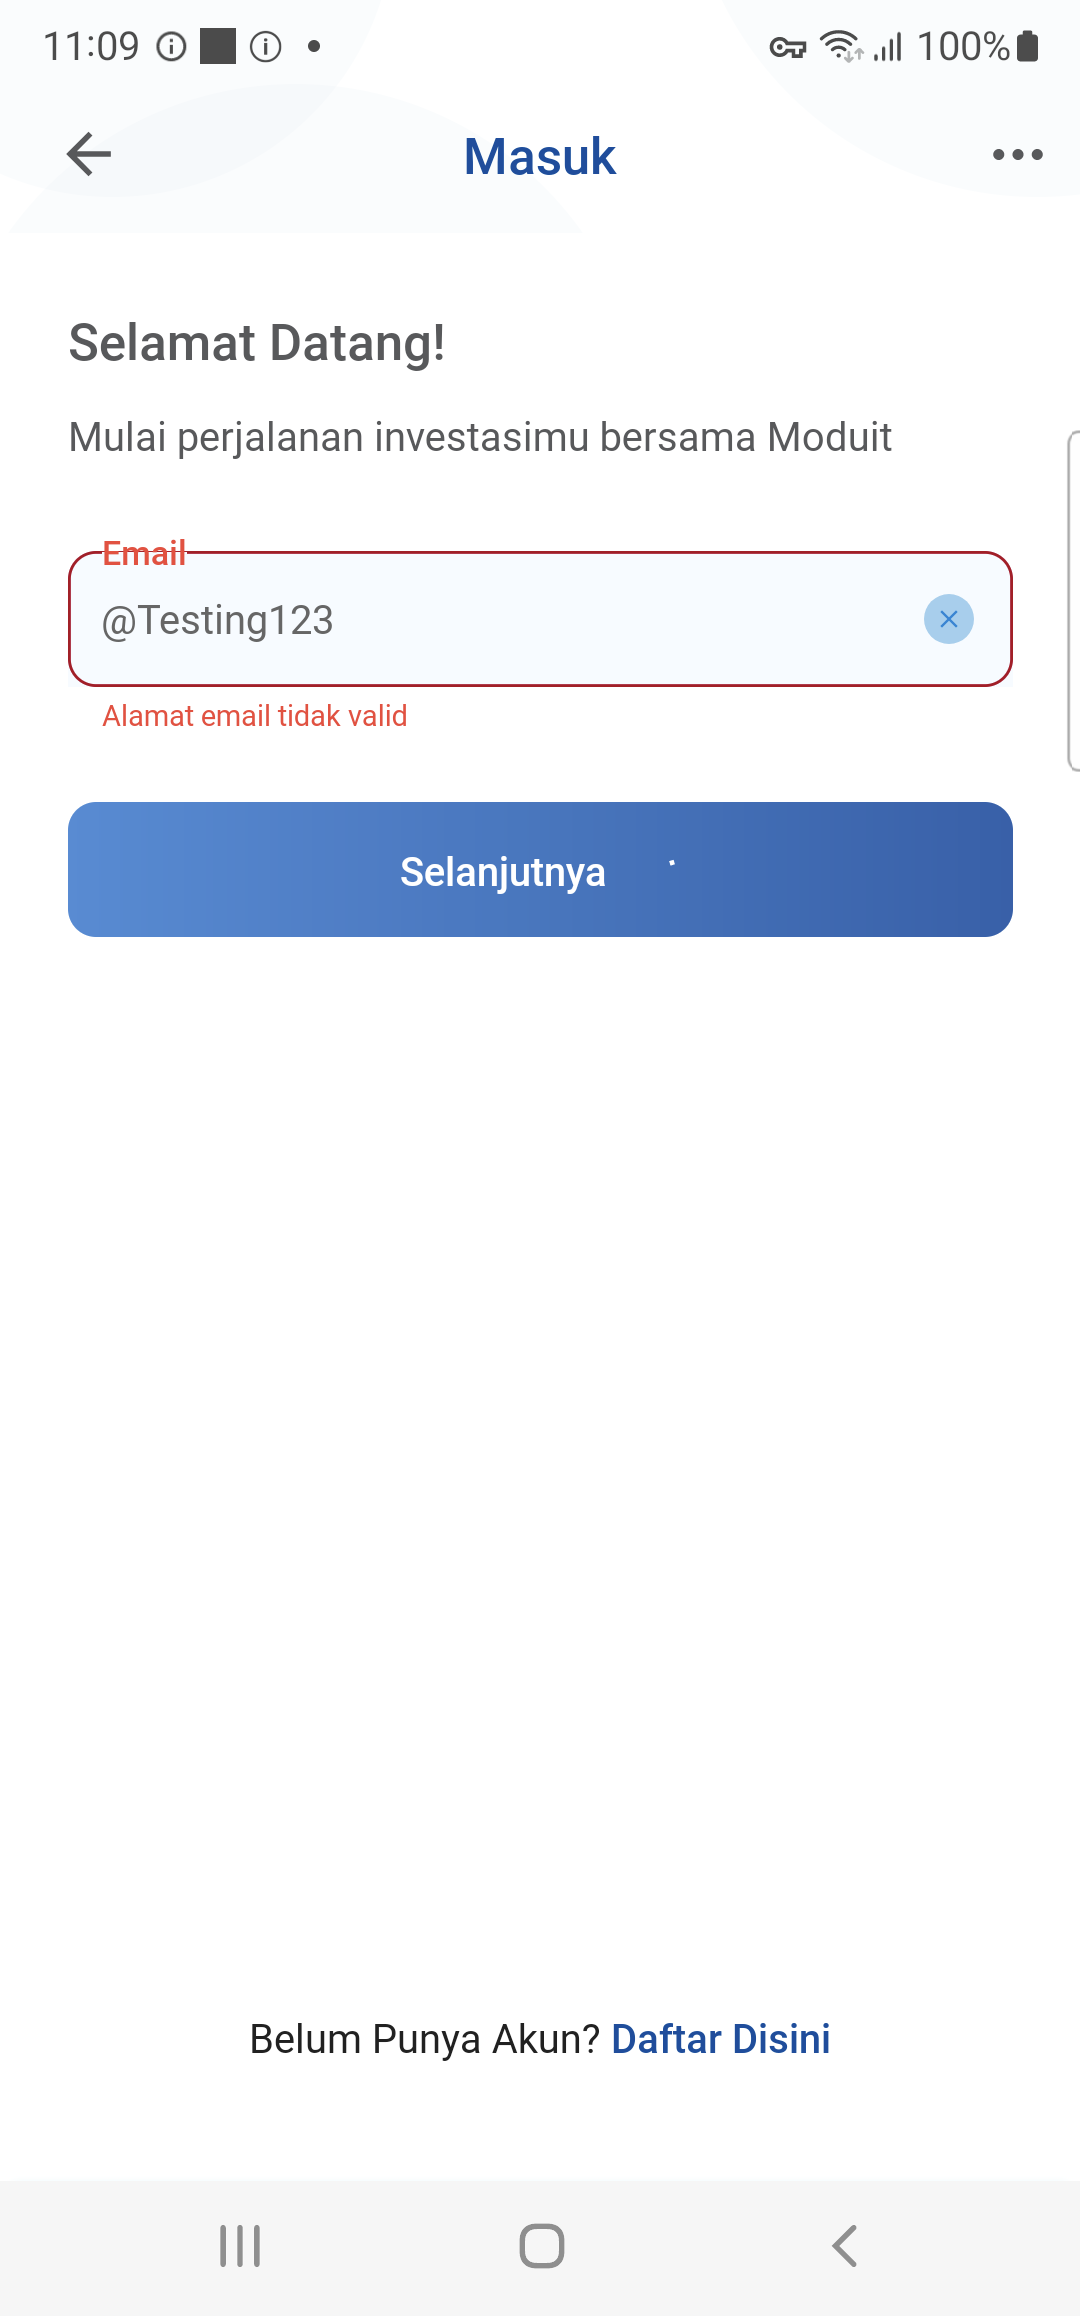 11:09 100%
Masuk
Selamat Datang!
Mulai perjalanan investasimu bersama Moduit
Email
@Testing123
Alamat email tidak valid
Selanjutnya
Belum Punya Akun? Daftar Disini